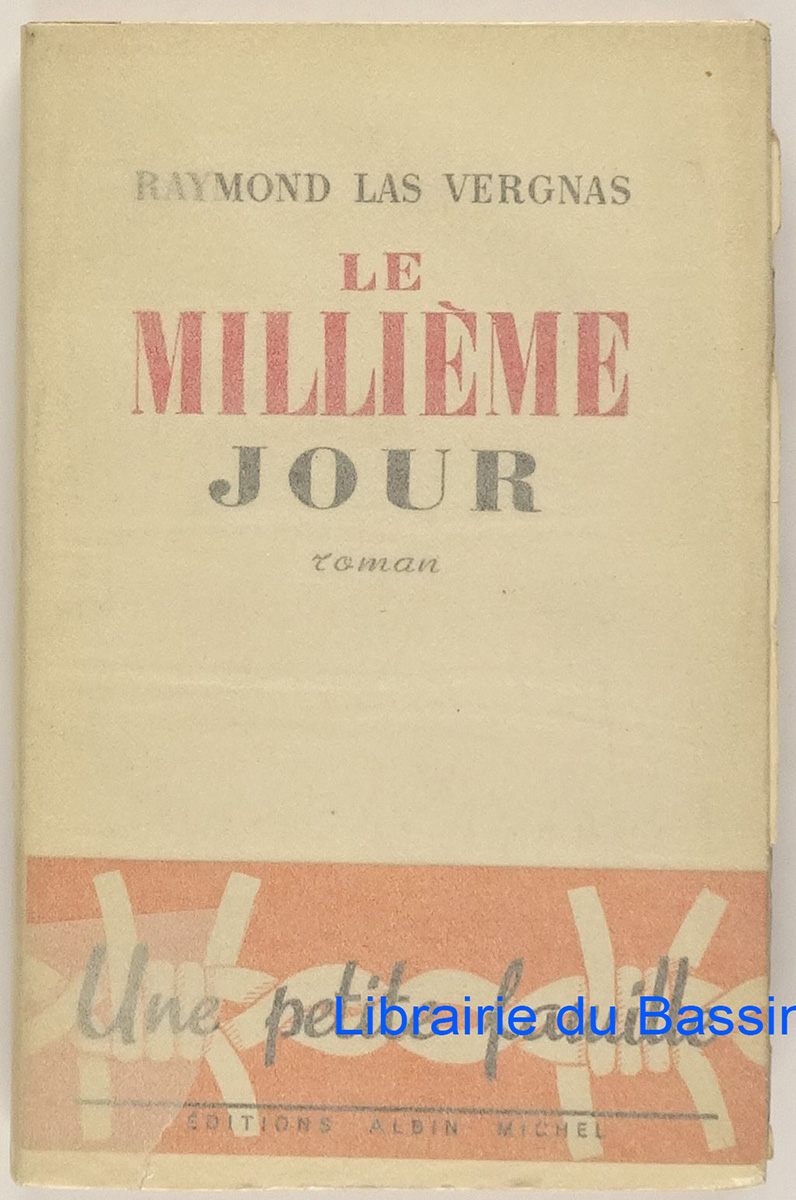 RAYMOND LAS VERGNAS
LE
MILLIÈME
JOUR
roman
Une petite famille
Librairie du Bassin
ÉDITIONS ALBIN MICHEL